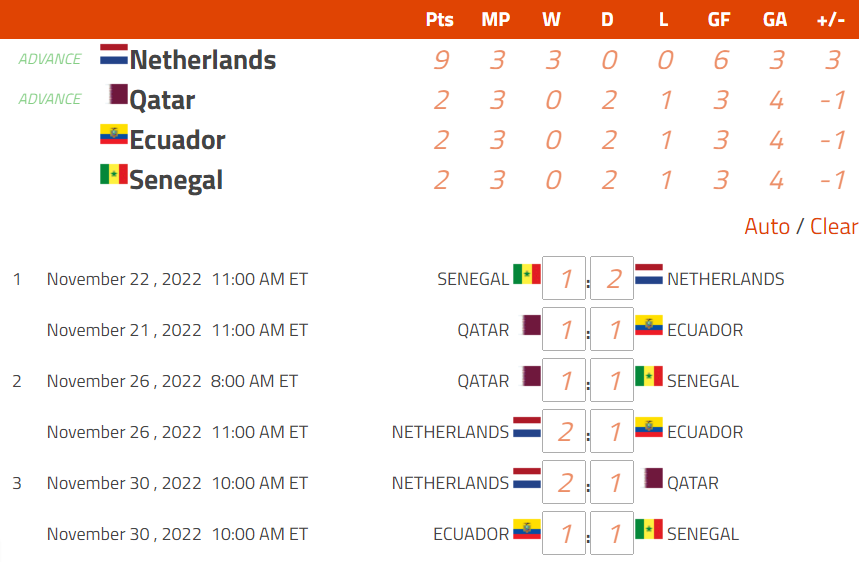 Pts MP W D L GF GA +/-
ADVANCE Netherlands 9 3 3 0 0 6 3 3
ADVANCE Qatar 2 3 0 2 1 3 4 -1
Ecuador 2 3 0 2 1 3 4 -1
Senegal 2 3 0 2 1 3 4 -1
Auto / Clear
1 November 22 , 2022 11:00 AM ET SENEGAL 1 : 2 NETHERLANDS
November 21 , 2022 11:00 AM ET QATAR 1 : 1 ECUADOR
2 November 26 , 2022 8:00 AM ET QATAR 1 : 1 SENEGAL
November 26 , 2022 11:00 AM ET NETHERLANDS 2 : 1 ECUADOR
3 November 30 , 2022 10:00 AM ET NETHERLANDS 2 : 1 QATAR
November 30 , 2022 10:00 AM ET ECUADOR 1 : 1 SENEGAL